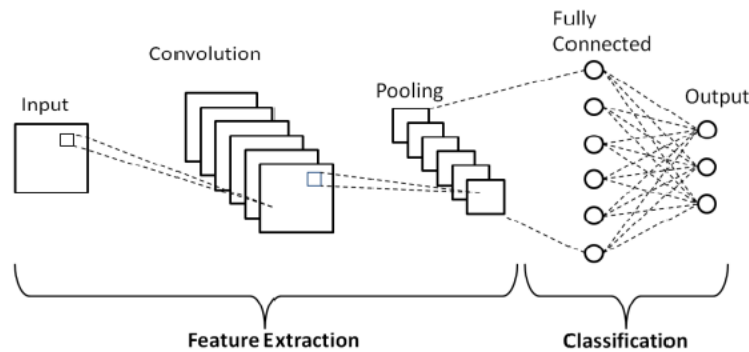 Input
Convolution
Pooling
Fully
Connected
Output
Feature Extraction
Classification